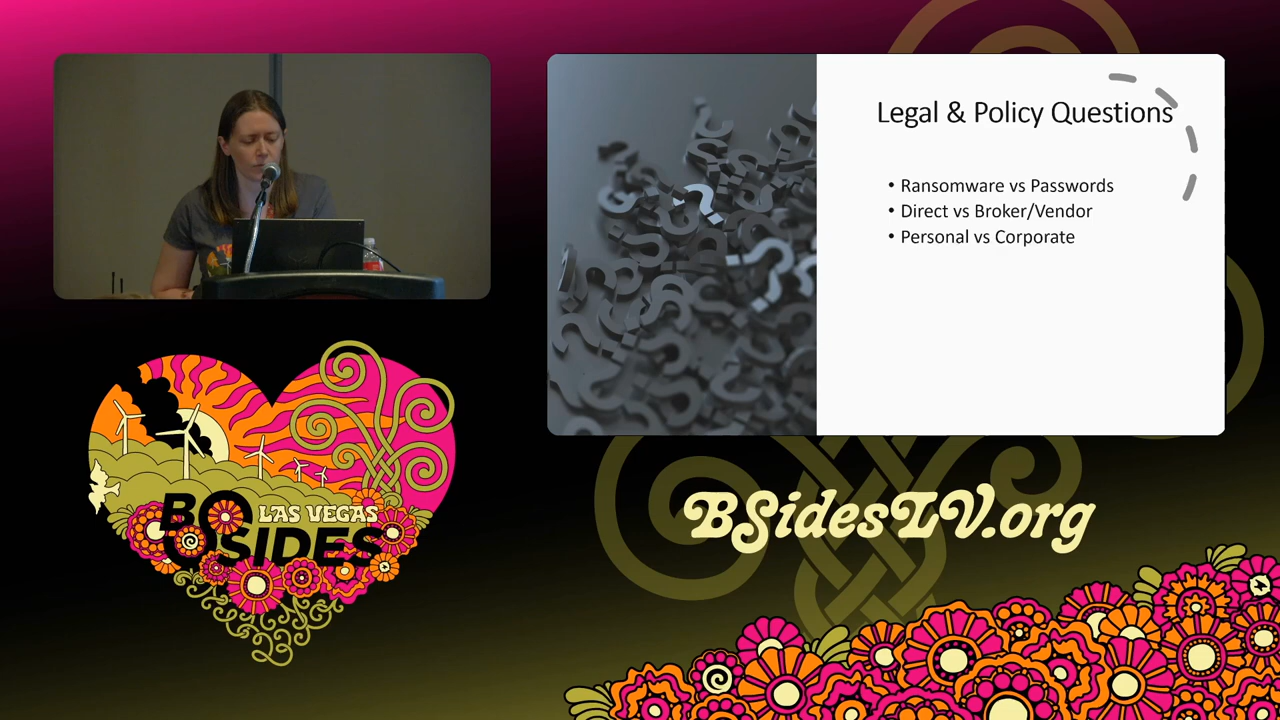 Legal & Policy Questions
• Ransomware vs Passwords
• Direct vs Broker/Vendor
• Personal vs Corporate
LAS VEGAS
BSIDES
BSidesLV.org